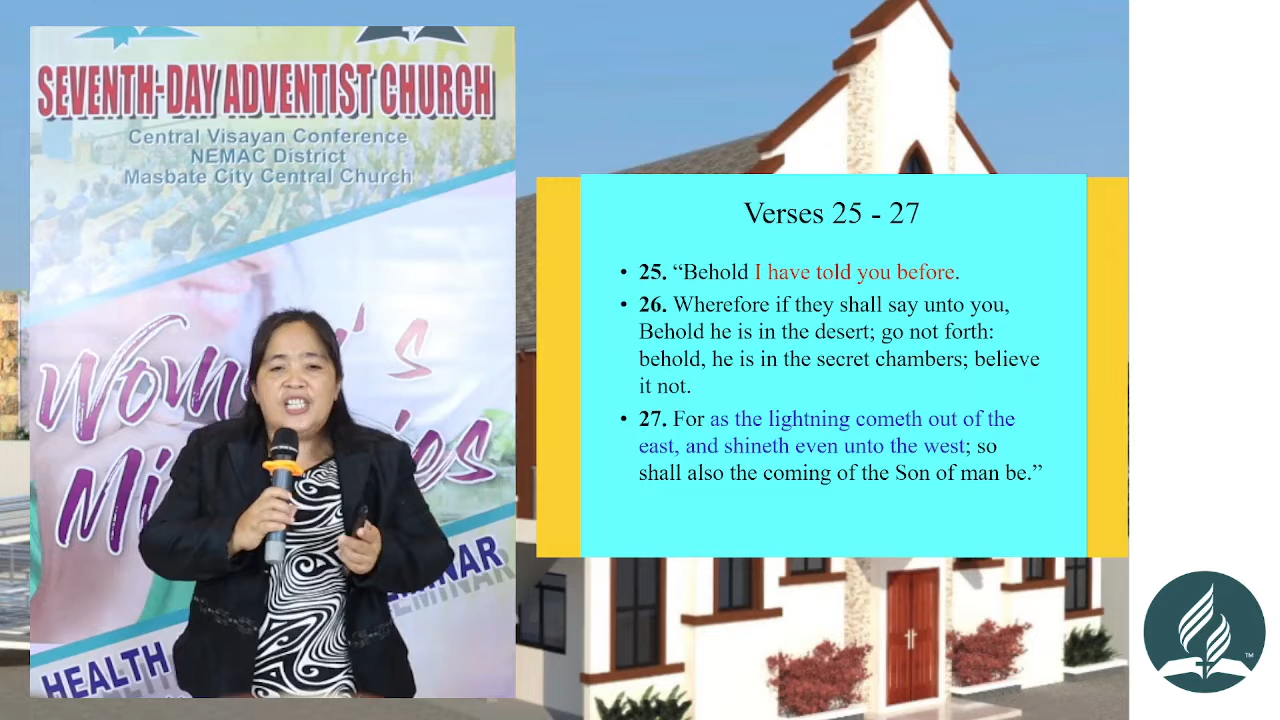 SEVENTH-DAY ADVENTIST CHURCH
Central Visayan Conference
NEMAC District
Masbate City Central Church
HEALTH
Verses 25 - 27
• 25. “Behold I have told you before.
• 26. Wherefore if they shall say unto you,
Behold he is in the desert; go not forth:
behold, he is in the secret chambers; believe
it not.
• 27. For as the lightning cometh out of the
east, and shineth even unto the west; so
shall also the coming of the Son of man be.”
TM